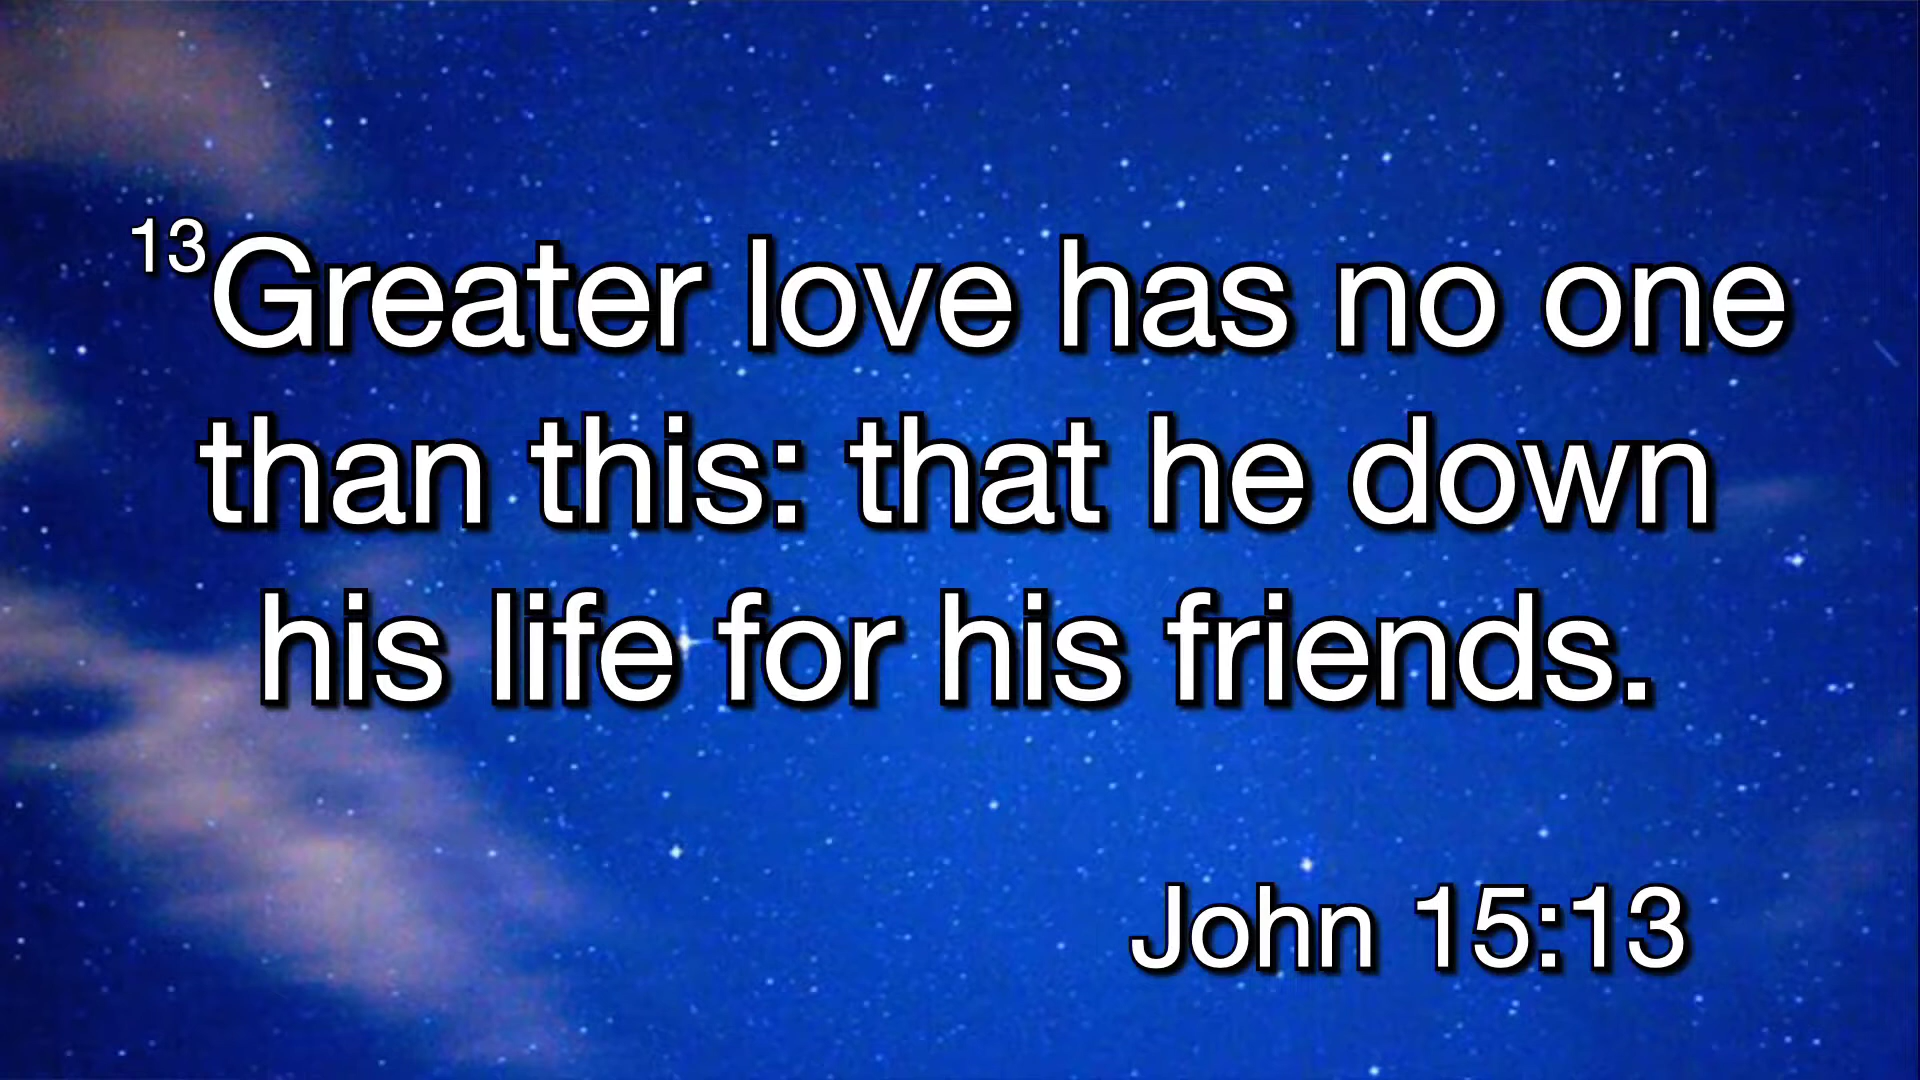 ¹³Greater love has no one
than this: that he down
his life for his friends.
John 15:13